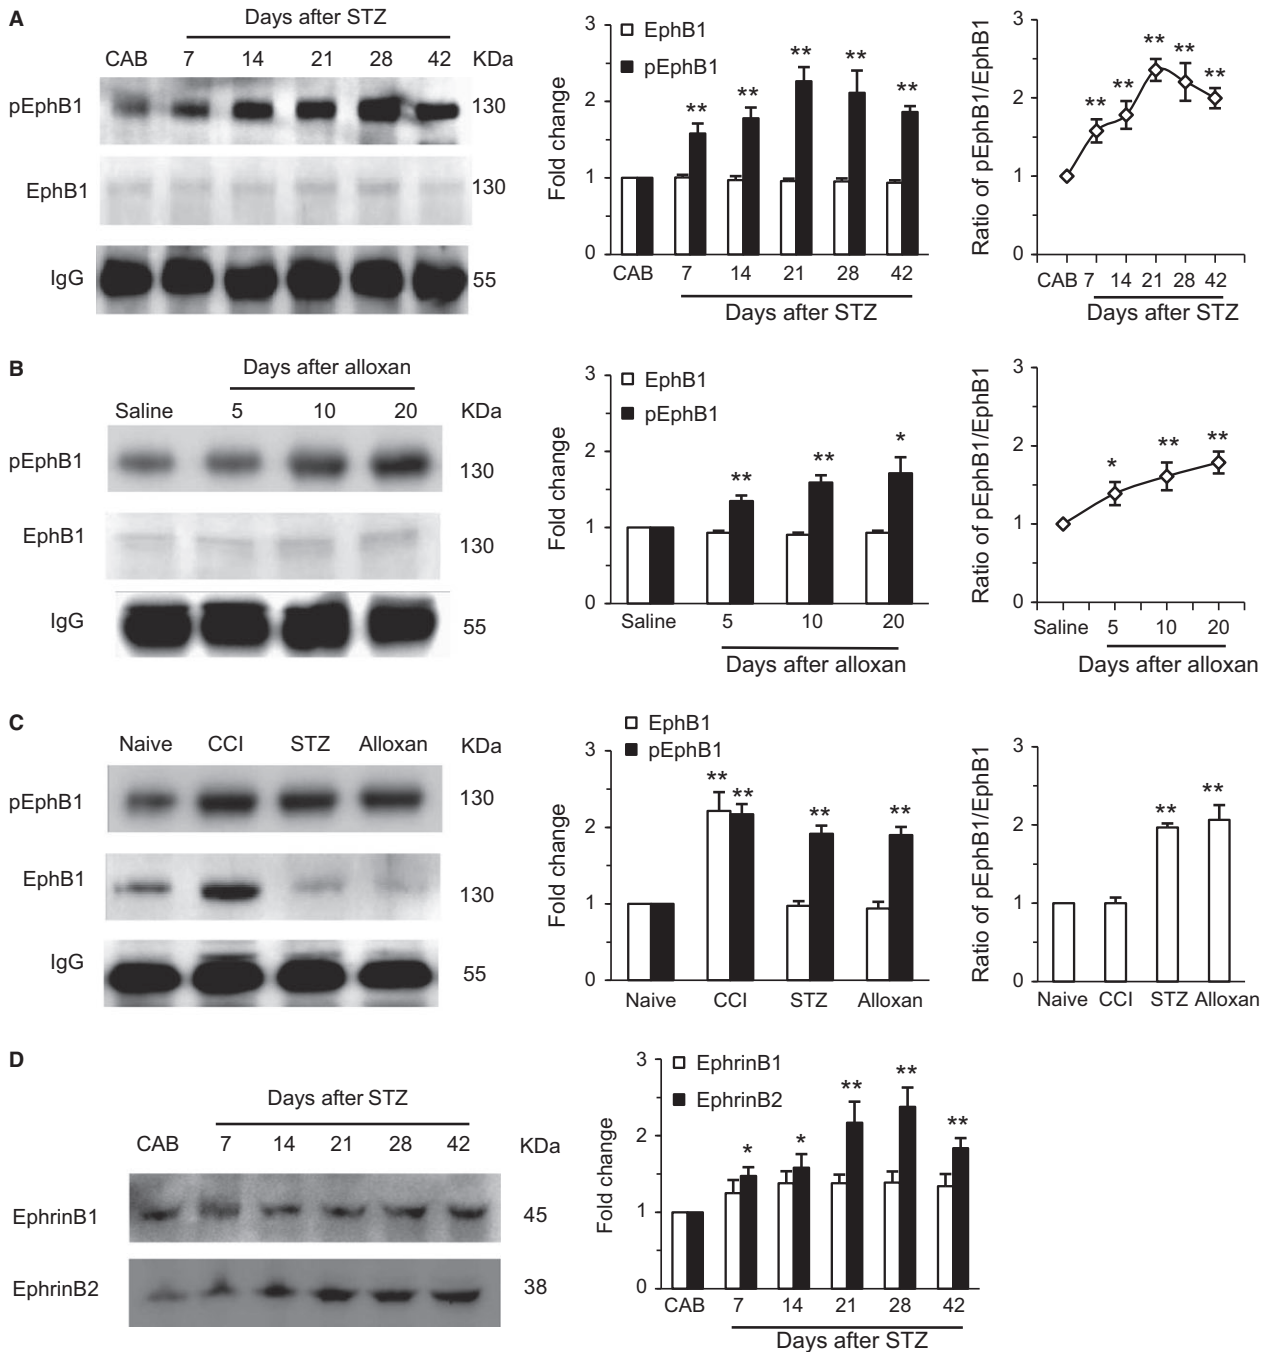 A
Days after STZ
CAB 7 14 21 28 42 KDa
pEphB1 130
EphB1 130
IgG 55
3
2
1
0
Fold change
EphB1
pEphB1
** ** ** ** **
CAB 7 14 21 28 42
Days after STZ
3
2
1
0
Ratio of pEphB1/EphB1
** ** ** ** **
CAB 7 14 21 28 42
Days after STZ
B
Days after alloxan
Saline 5 10 20 KDa
pEphB1 130
EphB1 130
IgG 55
3
2
1
0
Fold change
EphB1
pEphB1
** ** *
Saline 5 10 20
Days after alloxan
3
2
1
0
Ratio of pEphB1/EphB1
* ** **
Saline 5 10 20
Days after alloxan
C
Naive CCI STZ Alloxan KDa
pEphB1 130
EphB1 130
IgG 55
EphB1
pEphB1
3
2
1
0
Fold change
** ** ** **
Naive CCI STZ Alloxan
3
2
1
0
Ratio of pEphB1/EphB1
** **
Naive CCI STZ Alloxan
D
Days after STZ
CAB 7 14 21 28 42 KDa
EphrinB1 45
EphrinB2 38
3
2
1
0
Fold change
EphrinB1
EphrinB2
* * ** ** **
CAB 7 14 21 28 42
Days after STZ